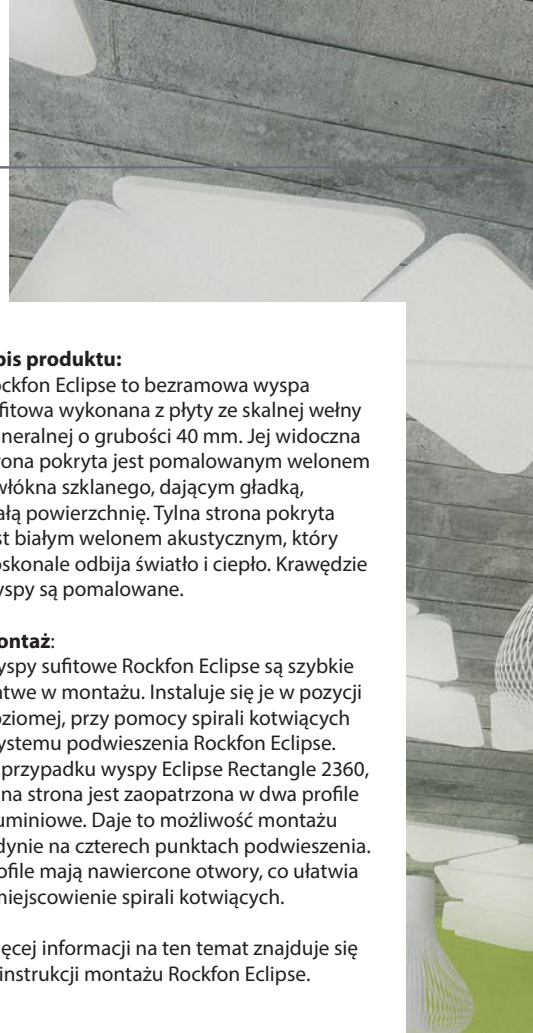 pis produktu:
ockfon Eclipse to bezramowa wyspa
fitowa wykonana z płyty ze skalnej wełny
neralnej o grubości 40 mm. Jej widoczna
rona pokryta jest pomalowanym welonem
włókna szklanego, dającym gładką,
ałą powierzchnię. Tylna strona pokryta
st białym welonem akustycznym, który
oskonale odbija światło i ciepło. Krawędzie
yspy są pomalowane.
ontaż:
yspy sufitowe Rockfon Eclipse są szybkie
atwe w montażu. Instaluje się je w pozycji
oziomej, przy pomocy spirali kotwiących
ystemu podwieszenia Rockfon Eclipse.
przypadku wyspy Eclipse Rectangle 2360,
na strona jest zaopatrzona w dwa profile
uminiowe. Daje to możliwość montażu
dynie na czterech punktach podwieszenia.
ofile mają nawiercone otwory, co ułatwia
niejscowienie spirali kotwiących.
ęcej informacji na ten temat znajduje się
instrukcji montażu Rockfon Eclipse.